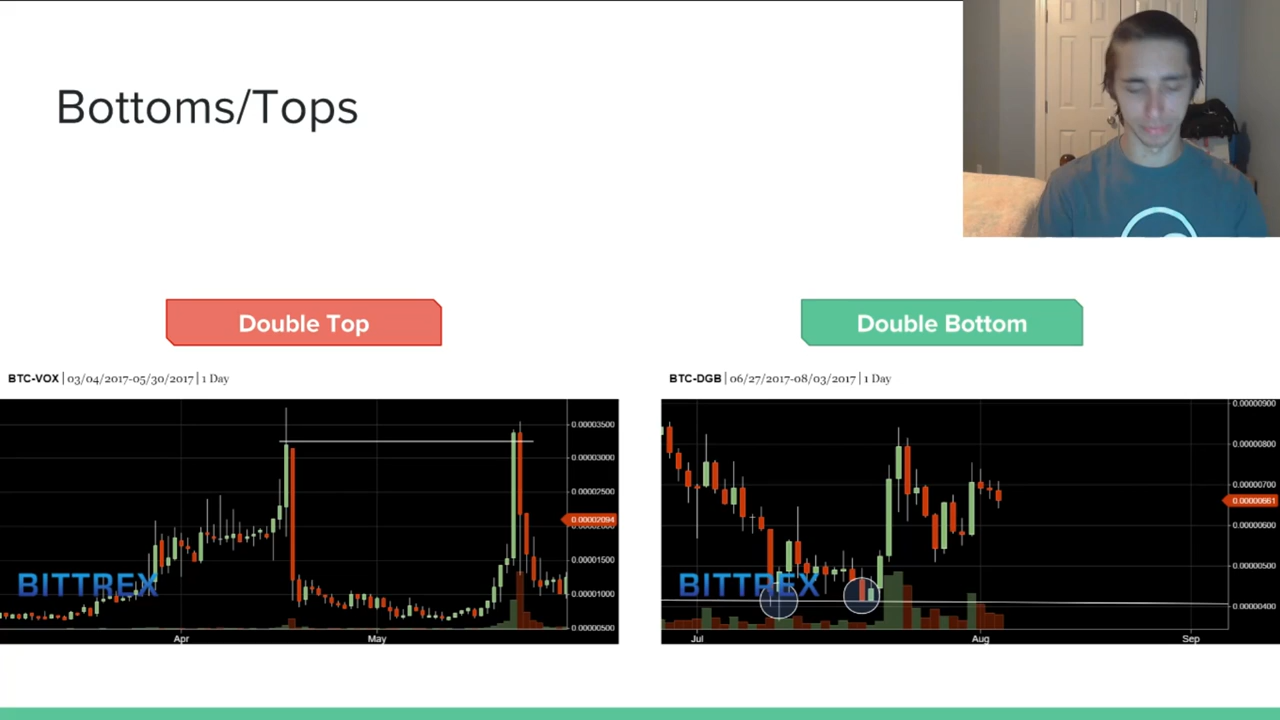 Bottoms/Tops
Double Top
BTC-VOX | 03/04/2017-05/30/2017 | 1 Day
0.00003500
0.00003000
0.00002500
0.00002094
0.00001500
0.00001000
0.00000500
BITTREX
Apr
May
Double Bottom
BTC-DGB | 06/27/2017-08/03/2017 | 1 Day
0.00000900
0.00000800
0.00000700
0.00000661
0.00000600
0.00000500
0.00000400
BITTREX
Jul
Aug
Sep